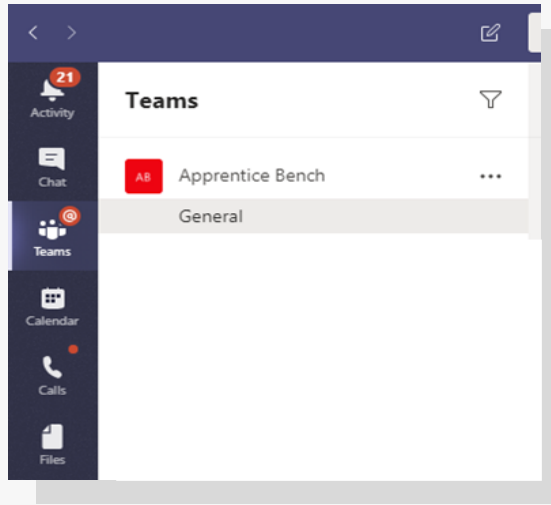 21
Activity
Teams
Chat
AB Apprentice Bench
General
@
Teams
Calendar
Calls
Files